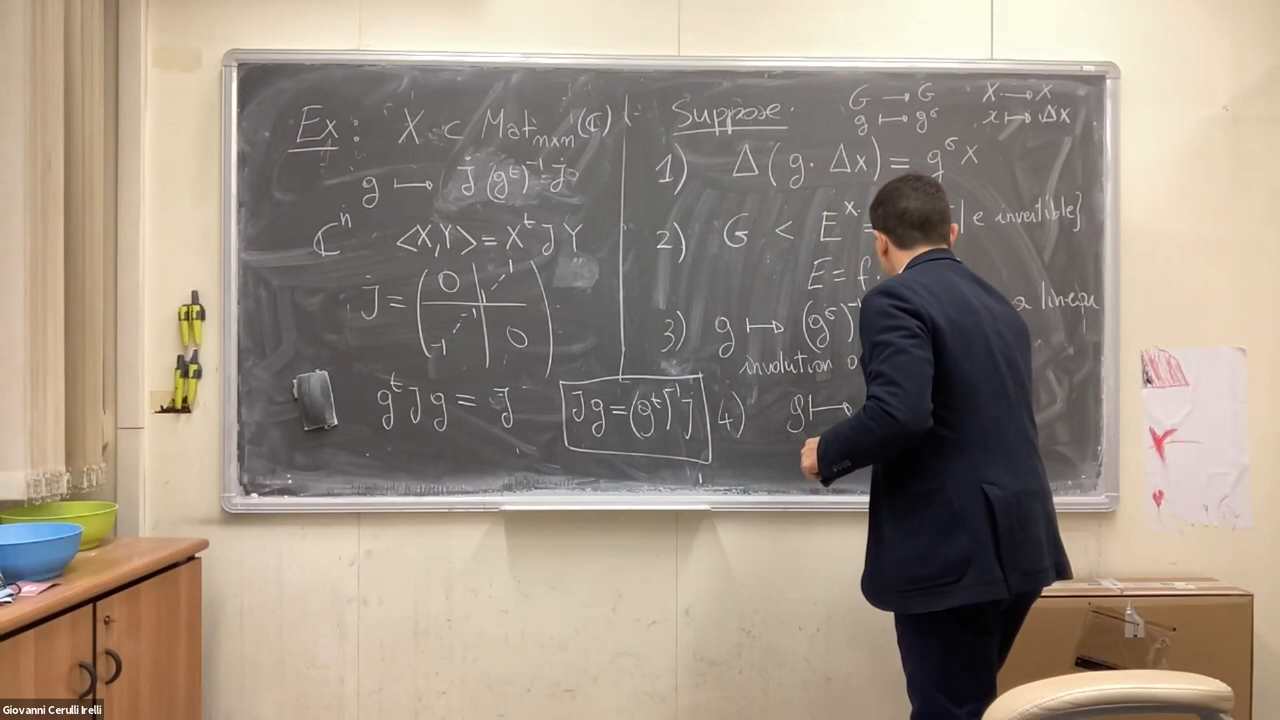 Ex: X ⊂ Mat_{n×n}(ℂ)
g ⟼ J(g^t)^{-1}J
ℂ^n <X,Y> = X^t J Y
J = ( 0 | 1
-1 | 0 )
g^t J g = J
Jg = (g^t)^{-1} J
Suppose.
G ⟶ G X ⟶ X
g ⟼ g^σ x ⟼ Δx
1) Δ(g·Δx) = g^σ x
2) G < E^× = | e invertible}
E = f.
3) g ⟼ (g^σ)^{-1} a linear
involution
4) g ⟼
Giovanni Cerulli Irelli